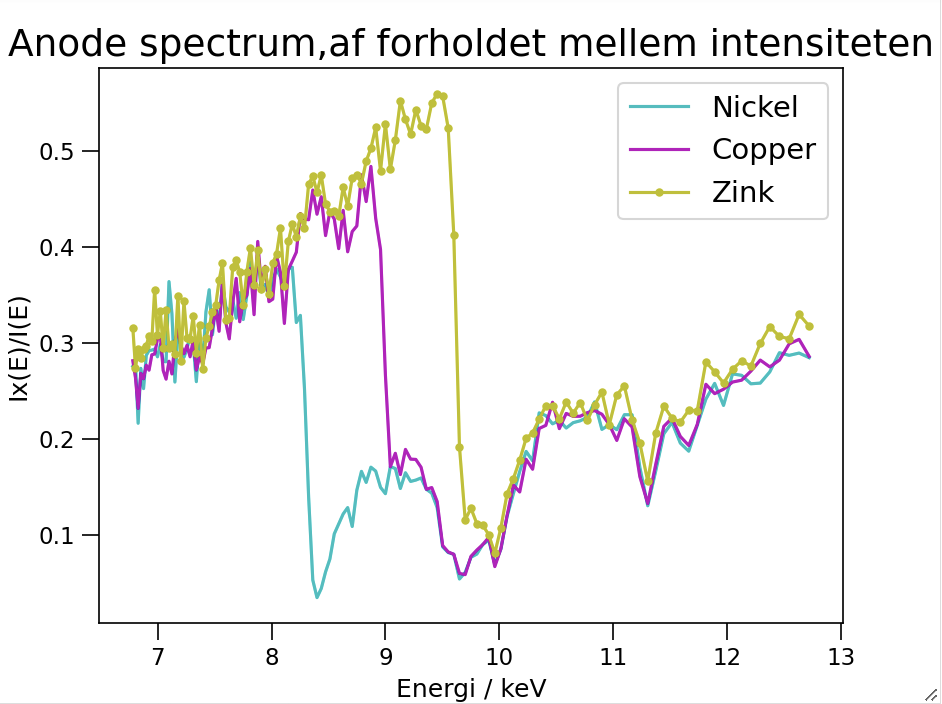 Anode spectrum,af forholdet mellem intensiteten
Nickel
Copper
Zink
Ix(E)/I(E)
0.5
0.4
0.3
0.2
0.1
7 8 9 10 11 12 13
Energi / keV